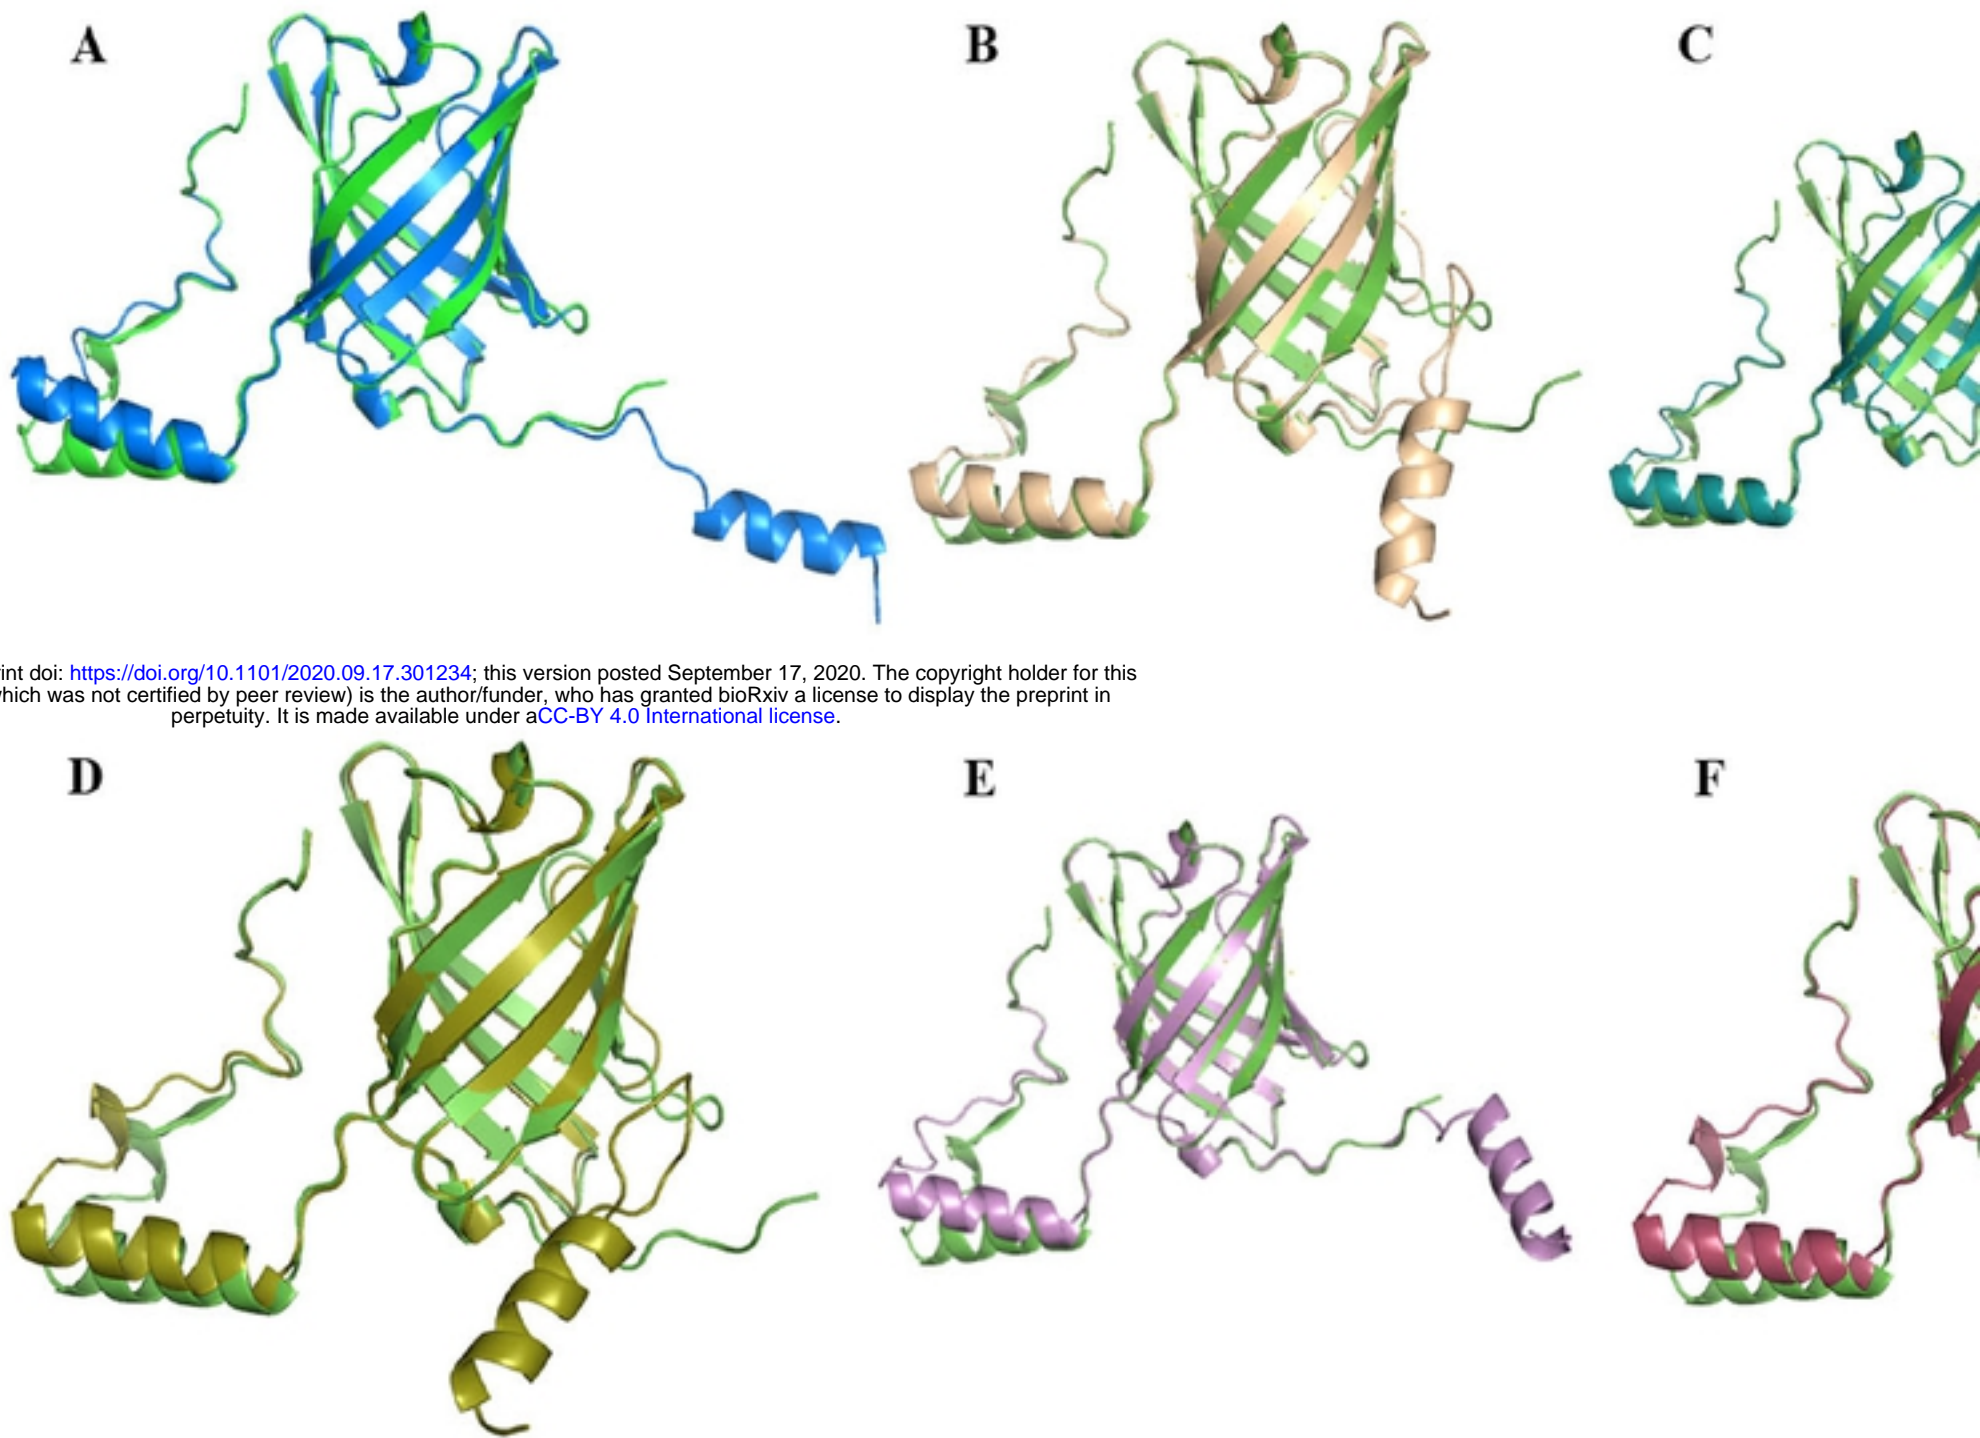 A
B
C
int doi: https://doi.org/10.1101/2020.09.17.301234; this version posted September 17, 2020. The copyright holder for this
which was not certified by peer review) is the author/funder, who has granted bioRxiv a license to display the preprint in
perpetuity. It is made available under aCC-BY 4.0 International license.
D
E
F